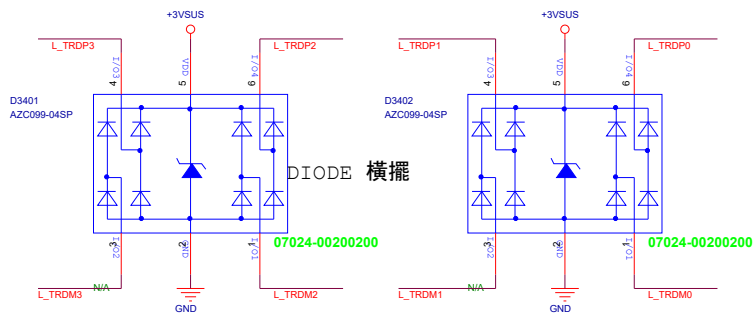 +3VSUS
L_TRDP3
L_TRDP2
I/O3
4
VDD
5
I/O4
6
D3401
AZC099-04SP
DIODE 橫擺
3
I/O2
2
GND
1
I/O1
07024-00200200
N/A
L_TRDM3
L_TRDM2
GND
+3VSUS
L_TRDP1
L_TRDP0
I/O3
4
VDD
5
I/O4
6
D3402
AZC099-04SP
3
I/O2
2
GND
1
I/O1
07024-00200200
N/A
L_TRDM1
L_TRDM0
GND